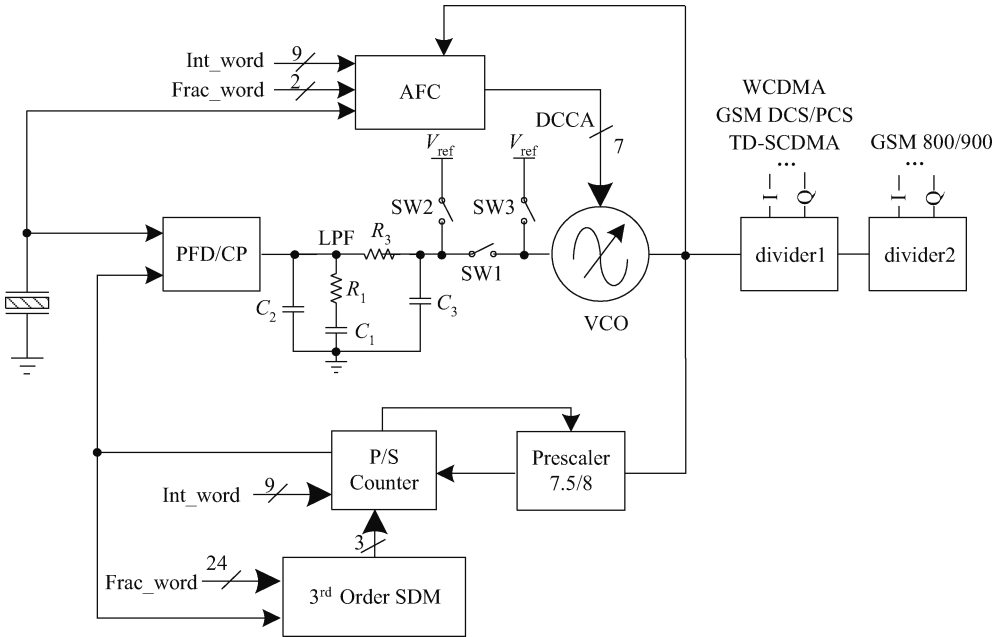 Int_word
9
Frac_word
2
AFC
DCCA
7
WCDMA
GSM DCS/PCS
TD-SCDMA
...
GSM 800/900
...
I
Q
I
Q
Vref
Vref
SW2
SW3
PFD/CP
LPF
R3
SW1
VCO
divider1
divider2
C2
R1
C1
C3
P/S
Counter
Prescaler
7.5/8
Int_word
9
3
Frac_word
24
3rd Order SDM